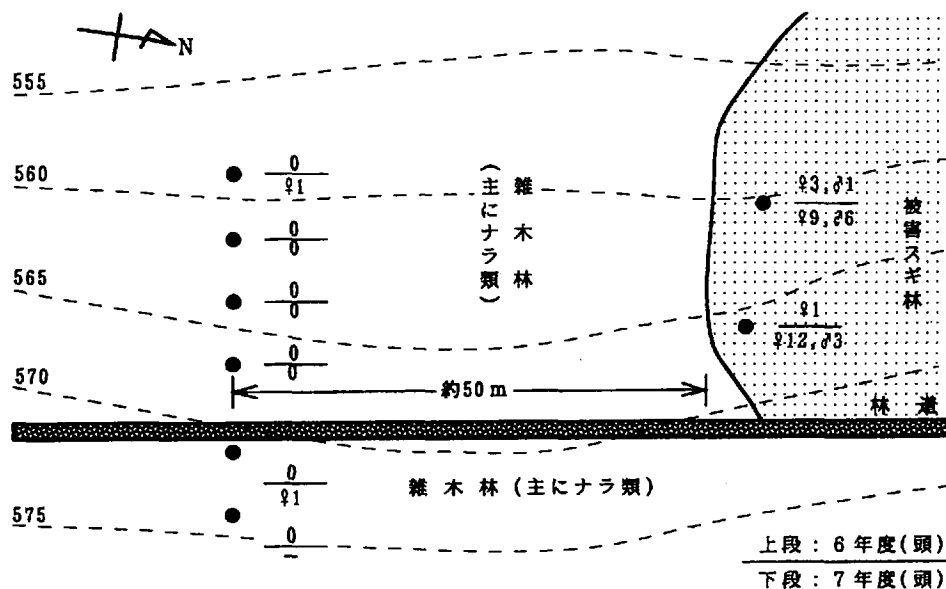 N
555
560
565
570
575
0
♀1
0
0
0
0
0
0
0
♀1
0
—
雑木林
(主にナラ類)
♀3,♂1
♀9,♂6
♀1
♀12,♂3
被害スギ林
約50m
林道
雑木林(主にナラ類)
上段:6年度(頭)
下段:7年度(頭)